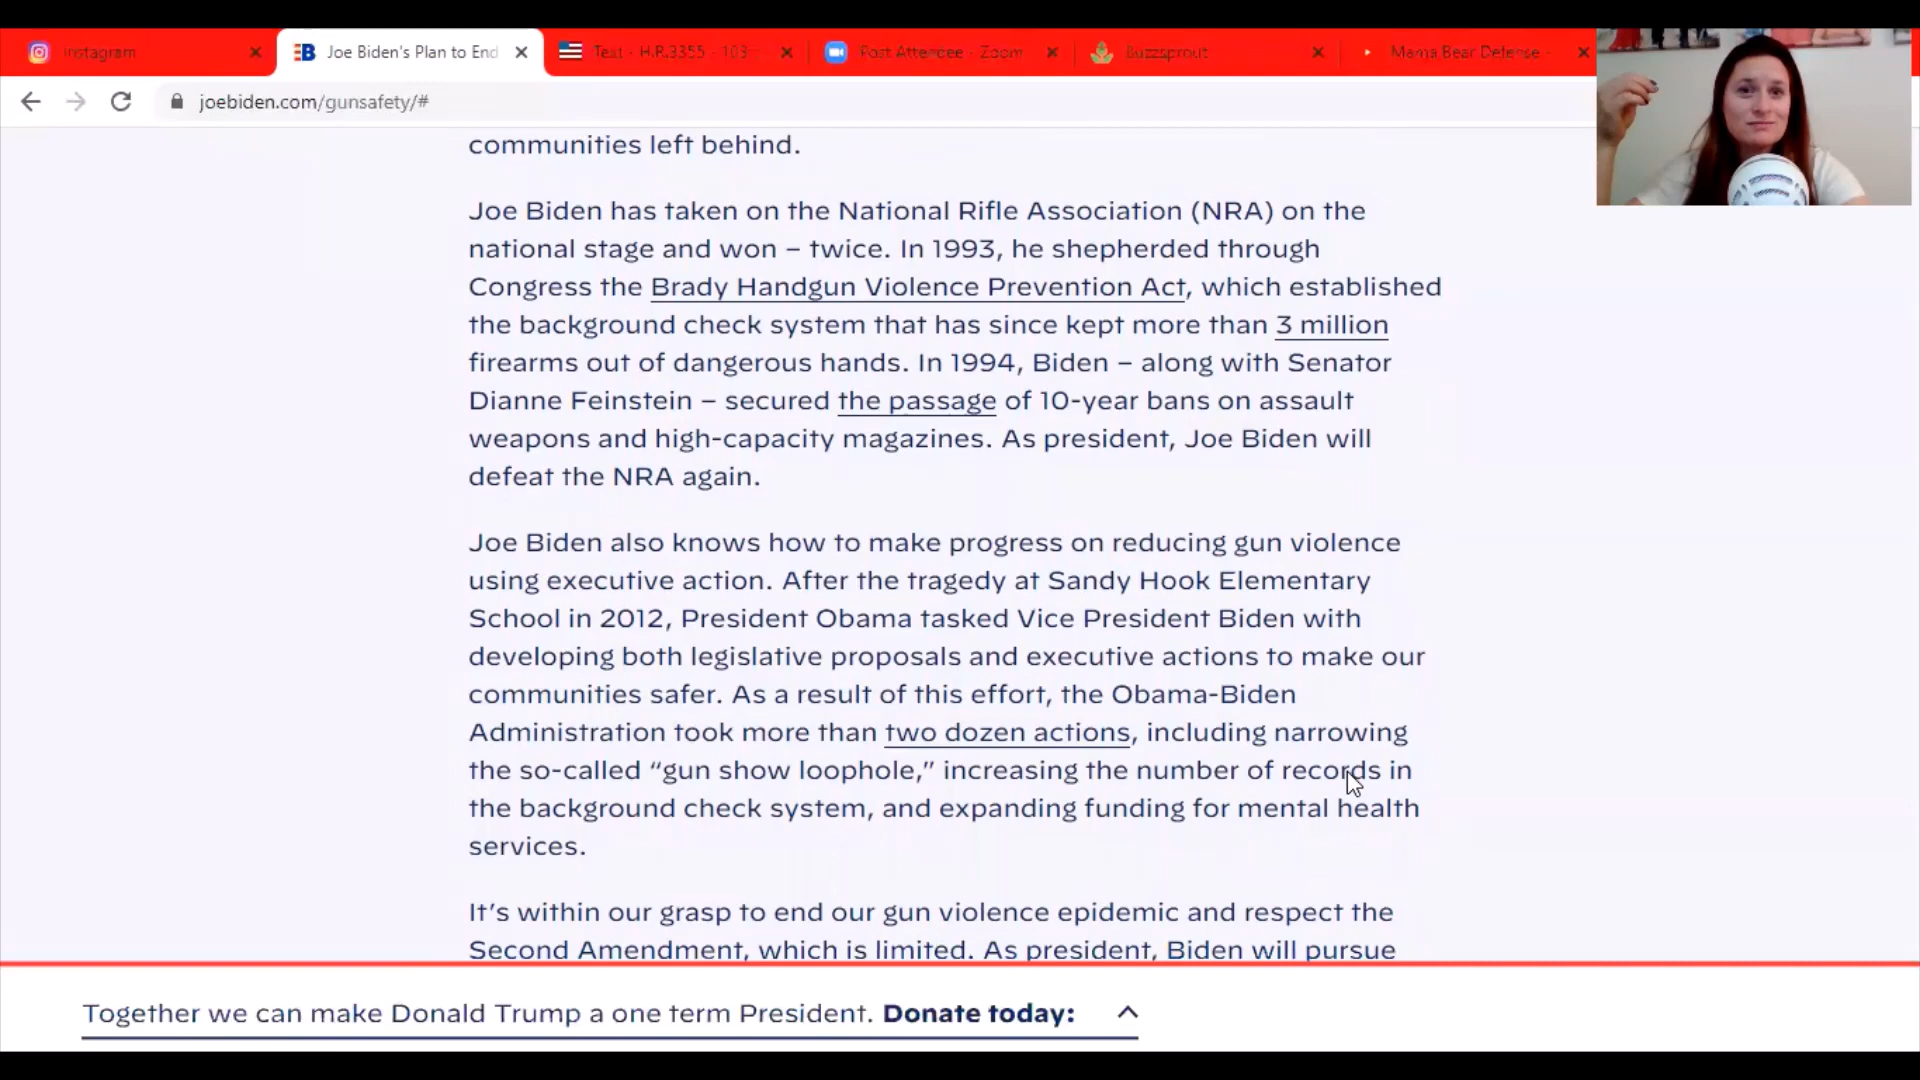 Instagram
Joe Biden's Plan to End
Text - H.R.3355 - 103
Post Attendee - Zoom
Buzzsprout
Mama Bear Defense -
joebiden.com/gunsafety/#
communities left behind.
Joe Biden has taken on the National Rifle Association (NRA) on the
national stage and won – twice. In 1993, he shepherded through
Congress the Brady Handgun Violence Prevention Act, which established
the background check system that has since kept more than 3 million
firearms out of dangerous hands. In 1994, Biden – along with Senator
Dianne Feinstein – secured the passage of 10-year bans on assault
weapons and high-capacity magazines. As president, Joe Biden will
defeat the NRA again.
Joe Biden also knows how to make progress on reducing gun violence
using executive action. After the tragedy at Sandy Hook Elementary
School in 2012, President Obama tasked Vice President Biden with
developing both legislative proposals and executive actions to make our
communities safer. As a result of this effort, the Obama-Biden
Administration took more than two dozen actions, including narrowing
the so-called “gun show loophole,” increasing the number of records in
the background check system, and expanding funding for mental health
services.
It’s within our grasp to end our gun violence epidemic and respect the
Second Amendment, which is limited. As president, Biden will pursue
Together we can make Donald Trump a one term President. Donate today: